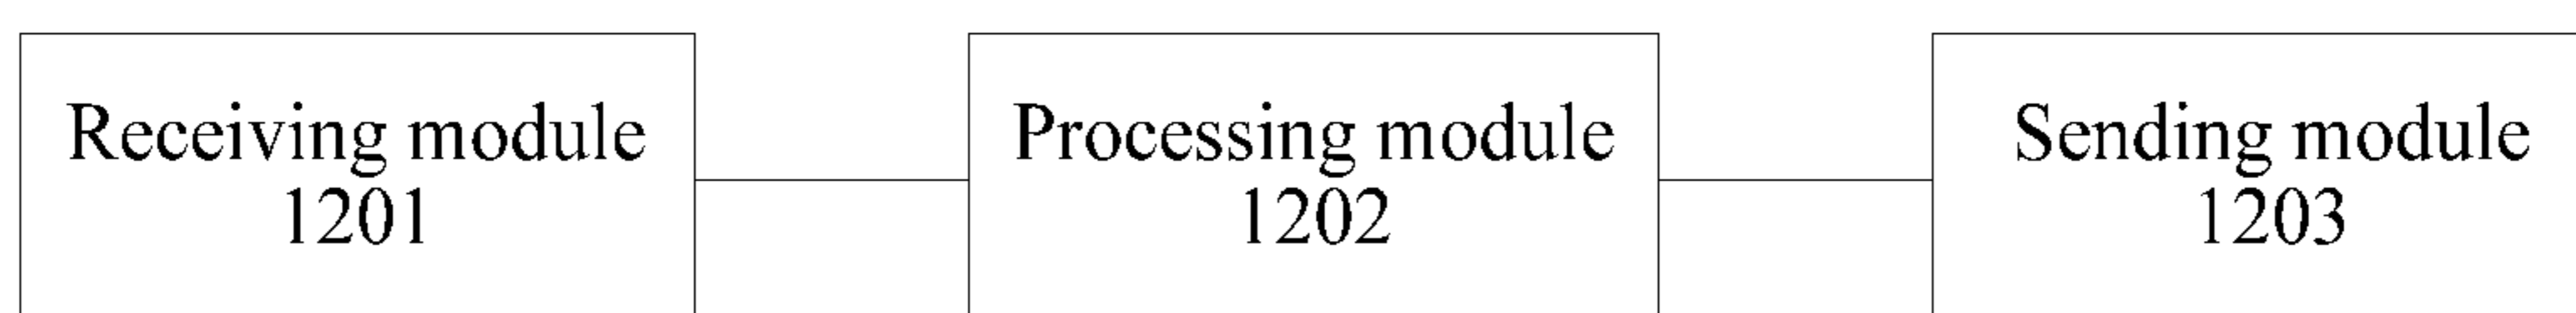 Receiving module
1201
Processing module
1202
Sending module
1203